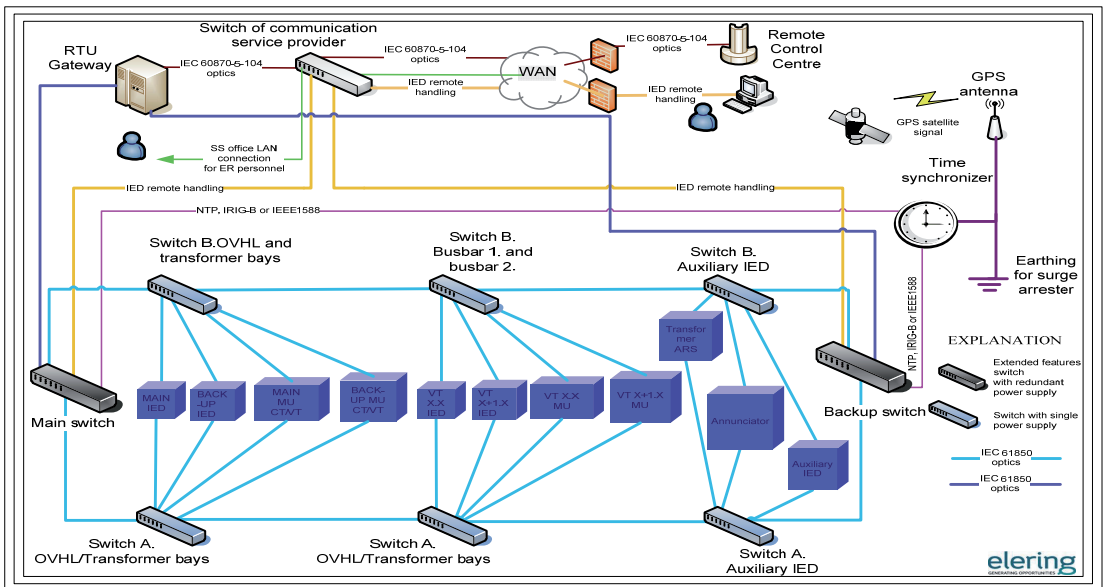 Switch of communication
service provider
RTU
Gateway
IEC 60870-5-104
optics
IEC 60870-5-104
optics
IEC 60870-5-104
optics
Remote
Control
Centre
WAN
IED remote
handling
IED remote
handling
GPS
antenna
GPS satellite
signal
SS office LAN
connection
for ER personnel
Time
synchronizer
IED remote handling
IED remote handling
NTP, IRIG-B or IEEE1588
Switch B.OVHL and
transformer bays
Switch B.
Busbar 1. and
busbar 2.
Switch B.
Auxiliary IED
Earthing
for surge
arrester
NTP, IRIG-B or IEEE1588
Transfor
mer
ARS
EXPLANATION
Extended features
switch
with redundant
power supply
MAIN
IED
BACK
-UP
IED
MAIN
MU
CT/VT
BACK-
UP MU
CT/VT
VT
X.X
IED
VT
X+1.X
IED
VT X.X
MU
VT X+1.X
MU
Annunciator
Main switch
Backup switch
Switch with single
power supply
Auxiliary
IED
IEC 61850
optics
IEC 61850
optics
Switch A.
OVHL/Transformer bays
Switch A.
OVHL/Transformer bays
Switch A.
Auxiliary IED
elering
GENERATING OPPORTUNITIES